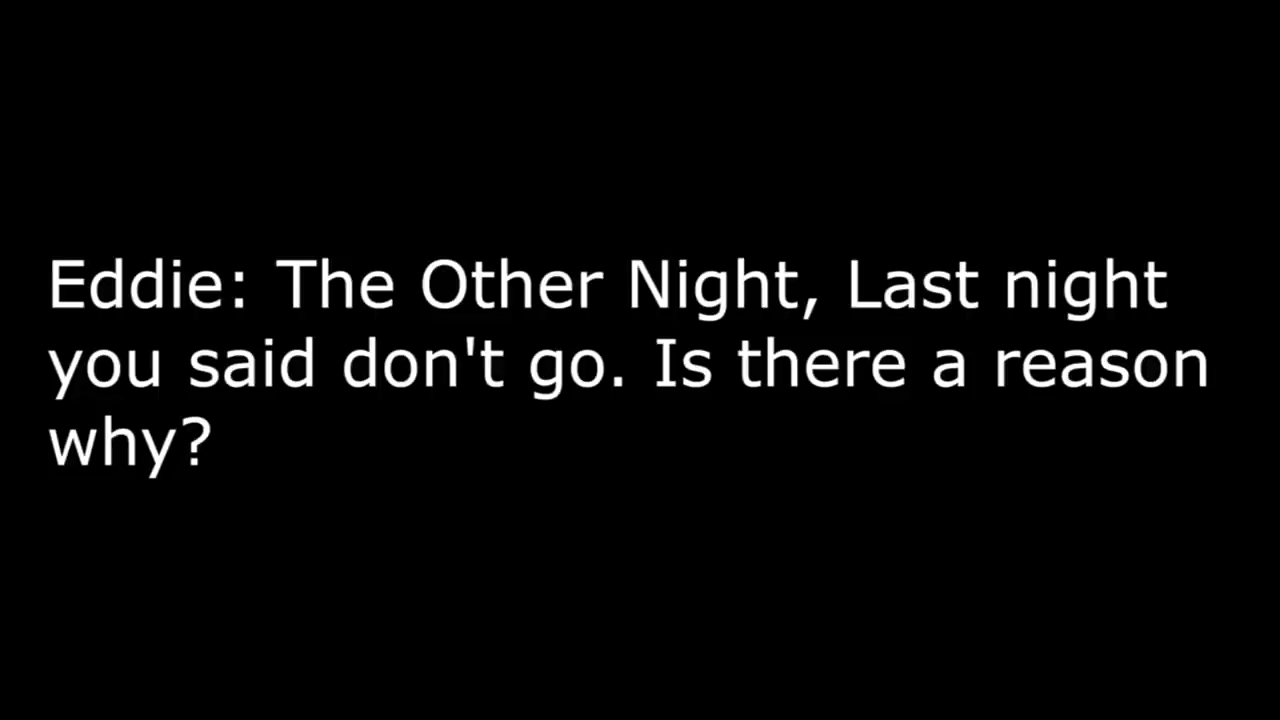 Eddie: The Other Night, Last night
you said don't go. Is there a reason
why?